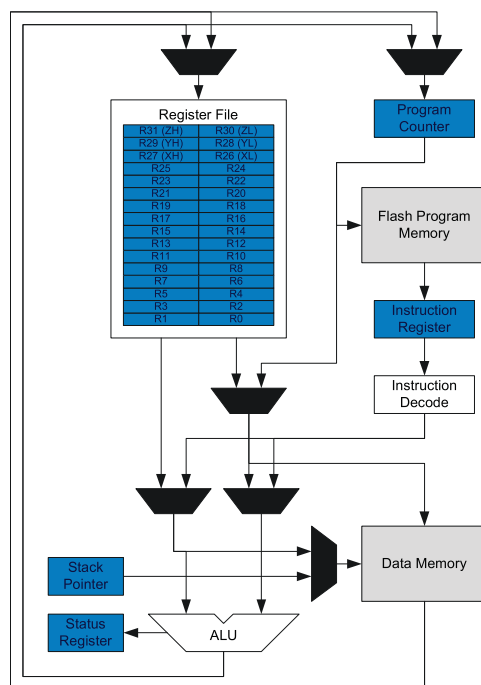 Register File
R31 (ZH) R30 (ZL)
R29 (YH) R28 (YL)
R27 (XH) R26 (XL)
R25 R24
R23 R22
R21 R20
R19 R18
R17 R16
R15 R14
R13 R12
R11 R10
R9 R8
R7 R6
R5 R4
R3 R2
R1 R0
Program
Counter
Flash Program
Memory
Instruction
Register
Instruction
Decode
Stack
Pointer
Data Memory
Status
Register
ALU